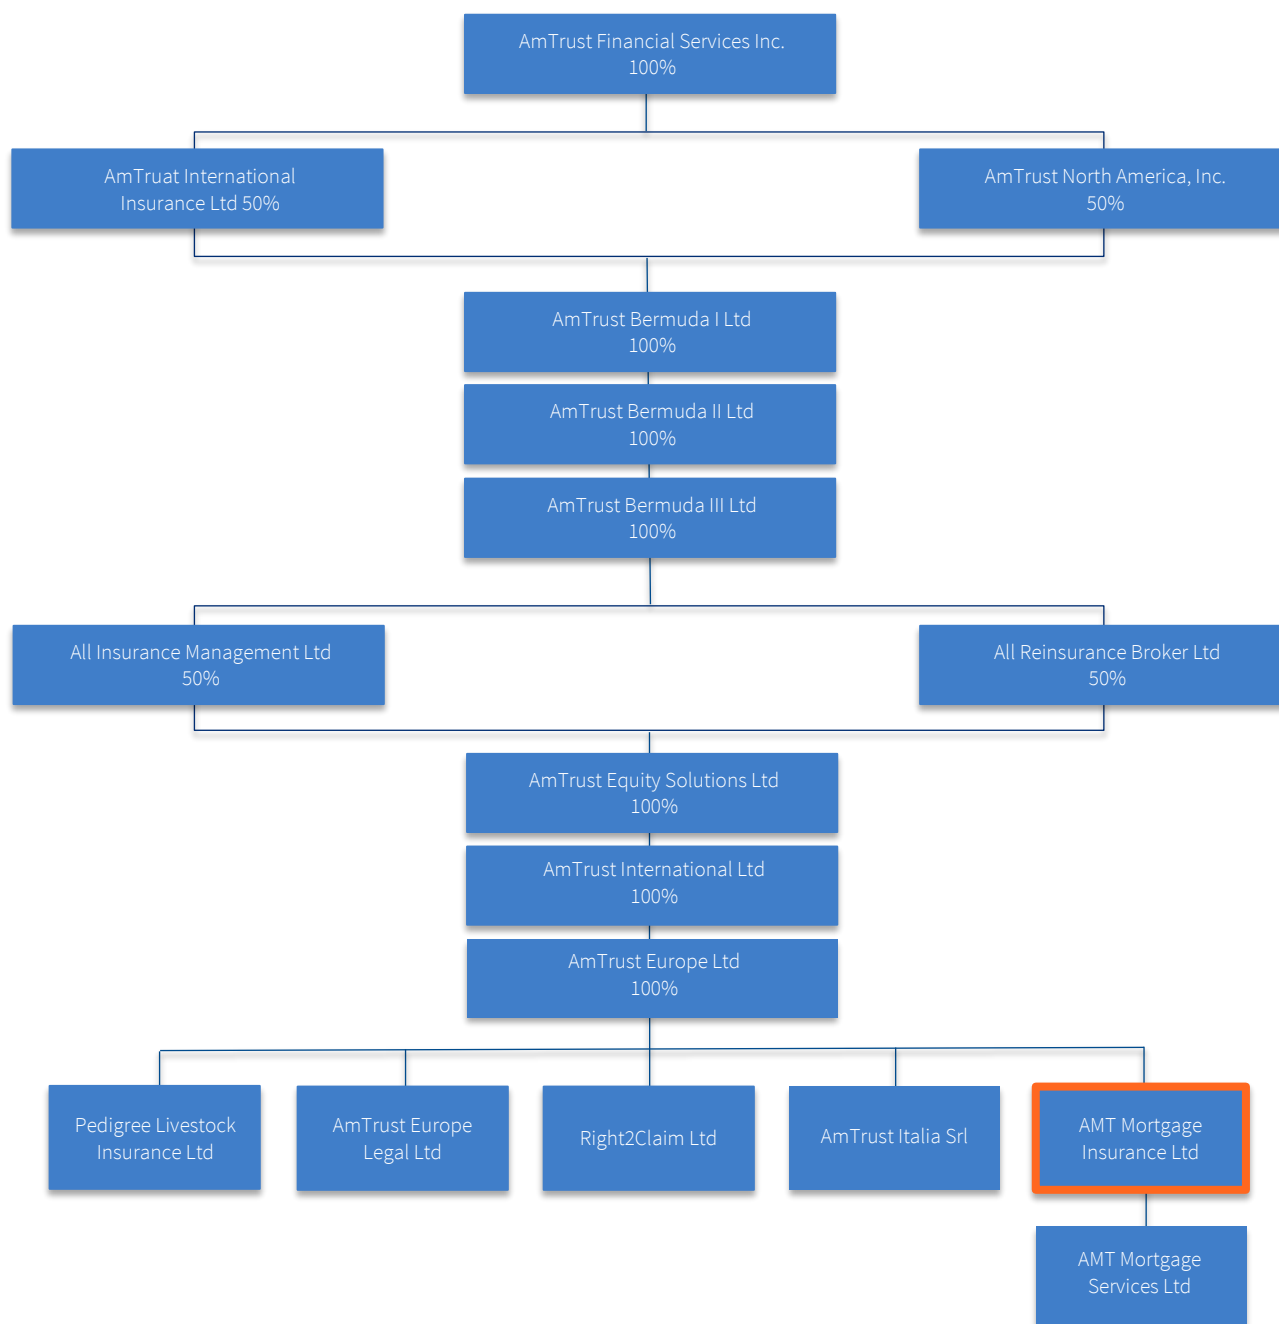 AmTrust Financial Services Inc.
100%
AmTruat International
Insurance Ltd 50%
AmTrust North America, Inc.
50%
AmTrust Bermuda I Ltd
100%
AmTrust Bermuda II Ltd
100%
AmTrust Bermuda III Ltd
100%
All Insurance Management Ltd
50%
All Reinsurance Broker Ltd
50%
AmTrust Equity Solutions Ltd
100%
AmTrust International Ltd
100%
AmTrust Europe Ltd
100%
Pedigree Livestock
Insurance Ltd
AmTrust Europe
Legal Ltd
Right2Claim Ltd
AmTrust Italia Srl
AMT Mortgage
Insurance Ltd
AMT Mortgage
Services Ltd